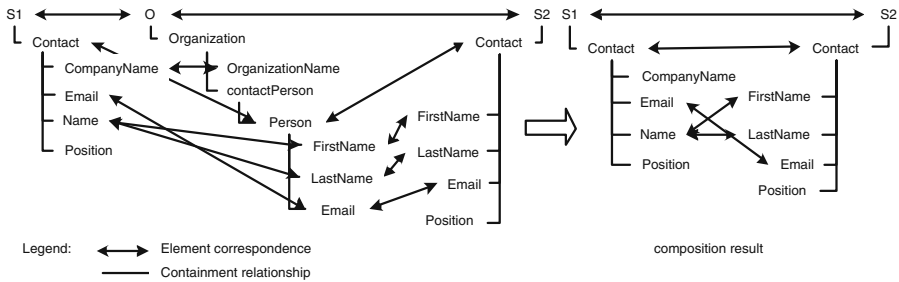 S1 O S2 S1 S2
Contact Organization Contact Contact Contact
CompanyName OrganizationName CompanyName
Email contactPerson Email FirstName
Name Person FirstName Name LastName
FirstName LastName
Position LastName Email Position Email
Email Position Position
Legend: Element correspondence composition result
Containment relationship